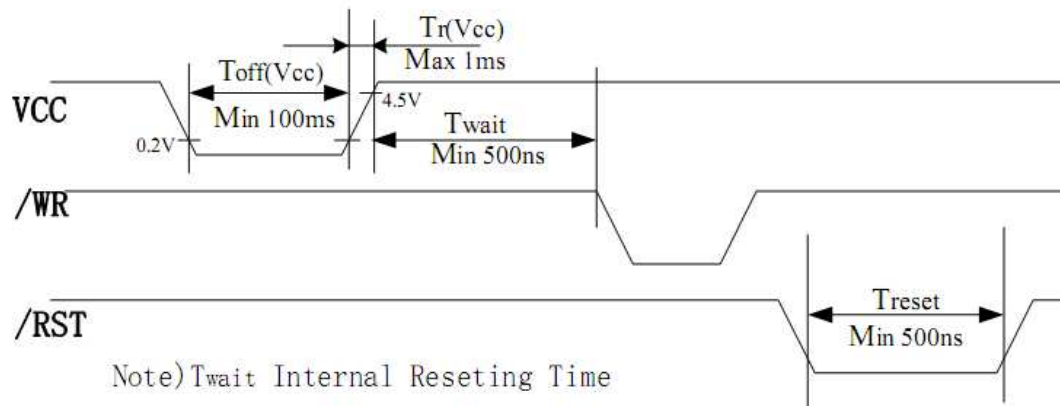 Tr(Vcc)
Max 1ms
Toff(Vcc)
VCC
4.5V
Min 100ms
Twait
0.2V
Min 500ns
/WR
Treset
/RST
Min 500ns
Note)Twait Internal Reseting Time